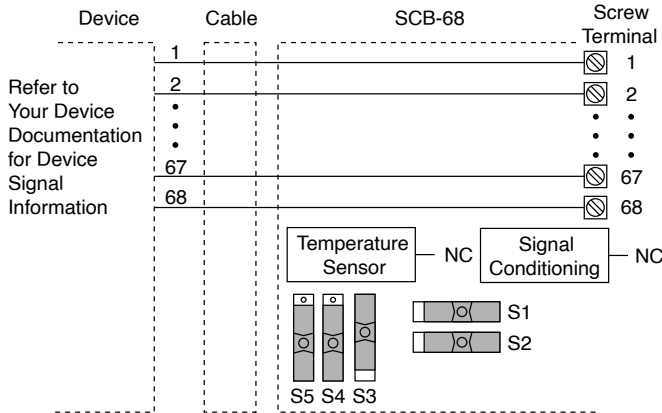 Device
Cable
SCB-68
Screw
Terminal
1
1
2
2
Refer to
Your Device
Documentation
for Device
Signal
Information
67
67
68
68
Temperature
Sensor
NC
Signal
Conditioning
NC
S1
S2
S5 S4 S3